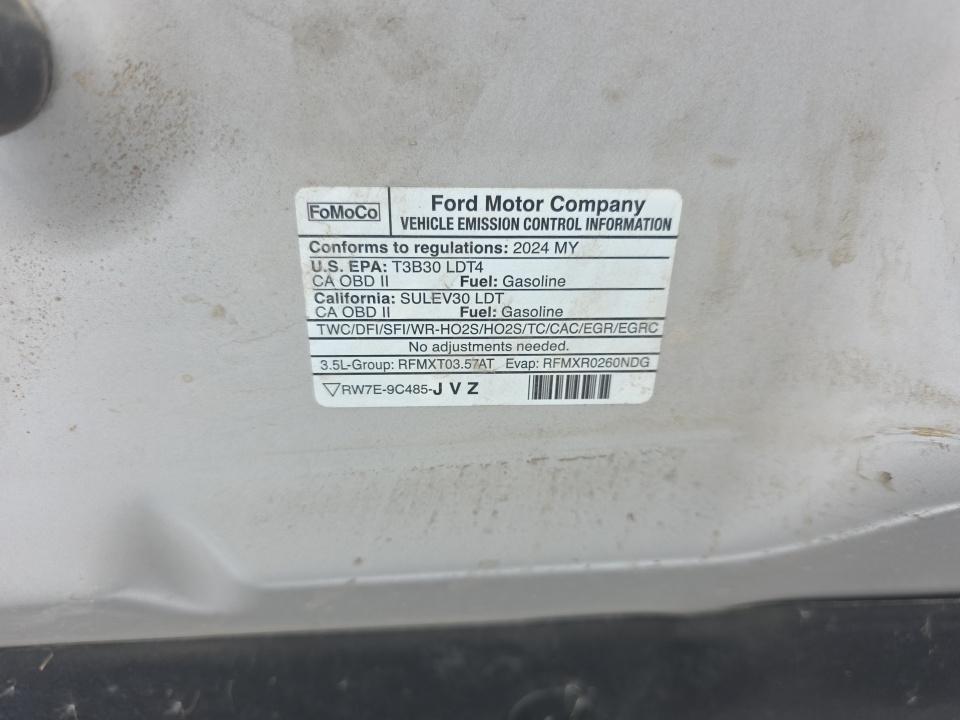 FoMoCo
Ford Motor Company
VEHICLE EMISSION CONTROL INFORMATION
Conforms to regulations: 2024 MY
U.S. EPA: T3B30 LDT4
CA OBD II Fuel: Gasoline
California: SULEV30 LDT
CA OBD II Fuel: Gasoline
TWC/DFI/SFI/WR-HO2S/HO2S/TC/CAC/EGR/EGRC
No adjustments needed.
3.5L-Group: RFMXT03.57AT Evap: RFMXR0260NDG
RW7E-9C485-J V Z